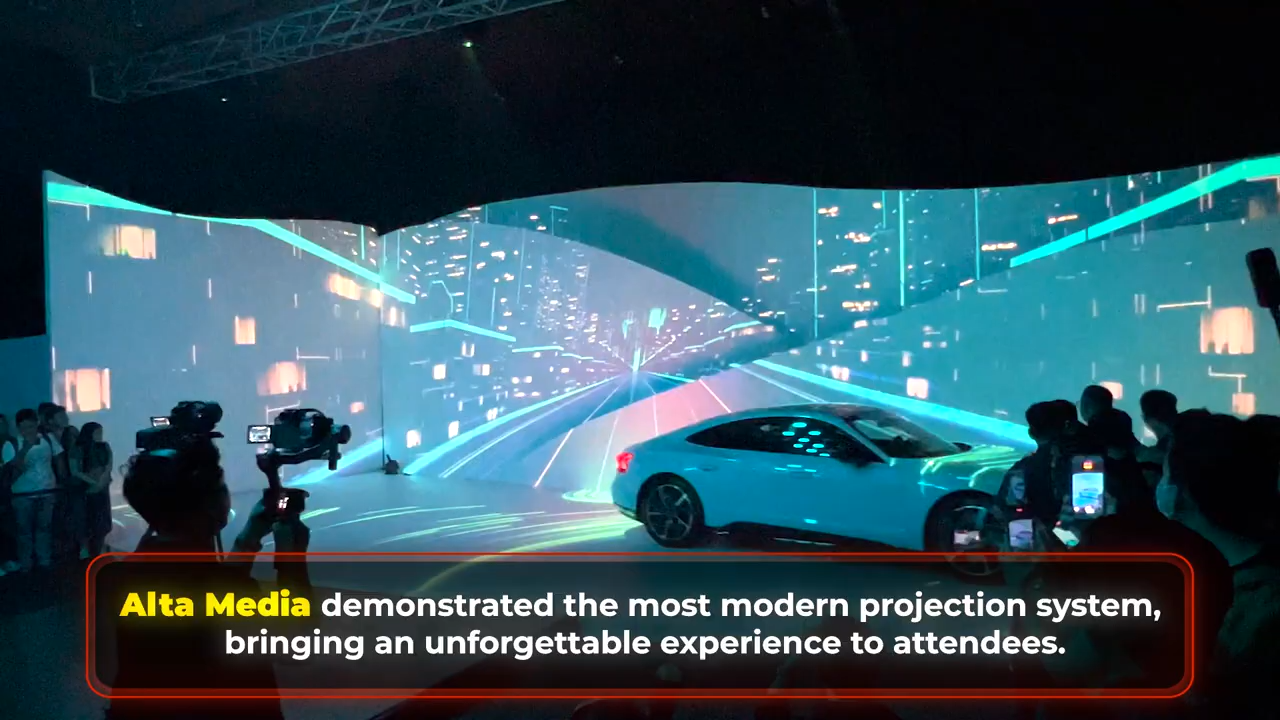 Alta Media demonstrated the most modern projection system,
bringing an unforgettable experience to attendees.